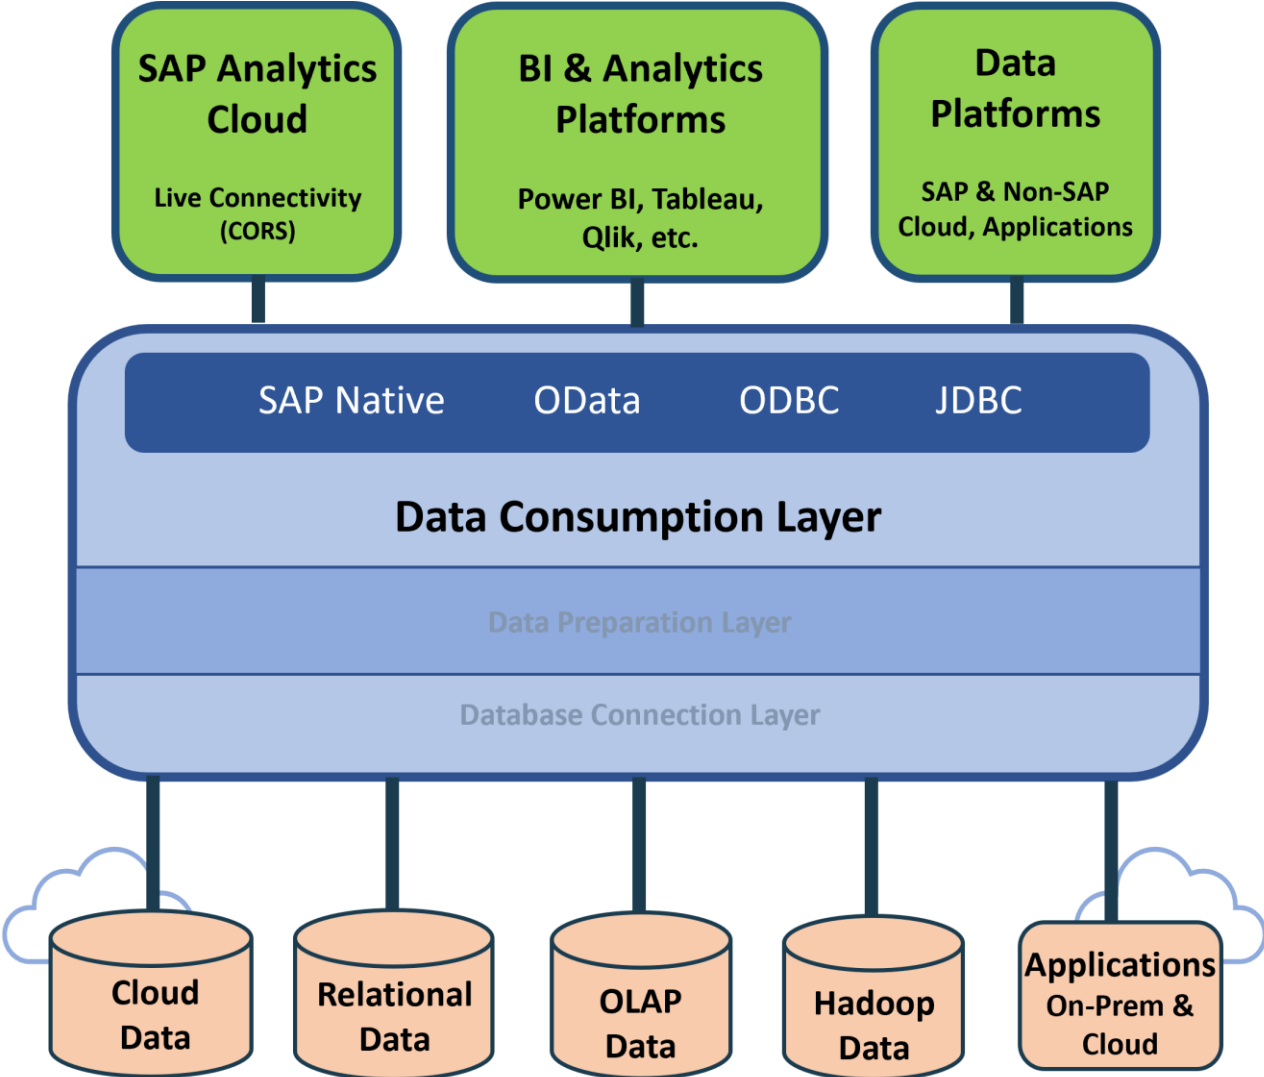 SAP Analytics
Cloud
Live Connectivity
(CORS)
BI & Analytics
Platforms
Power BI, Tableau,
Qlik, etc.
Data
Platforms
SAP & Non-SAP
Cloud, Applications
SAP Native
OData
ODBC
JDBC
Data Consumption Layer
Data Preparation Layer
Database Connection Layer
Cloud
Data
Relational
Data
OLAP
Data
Hadoop
Data
Applications
On-Prem &
Cloud